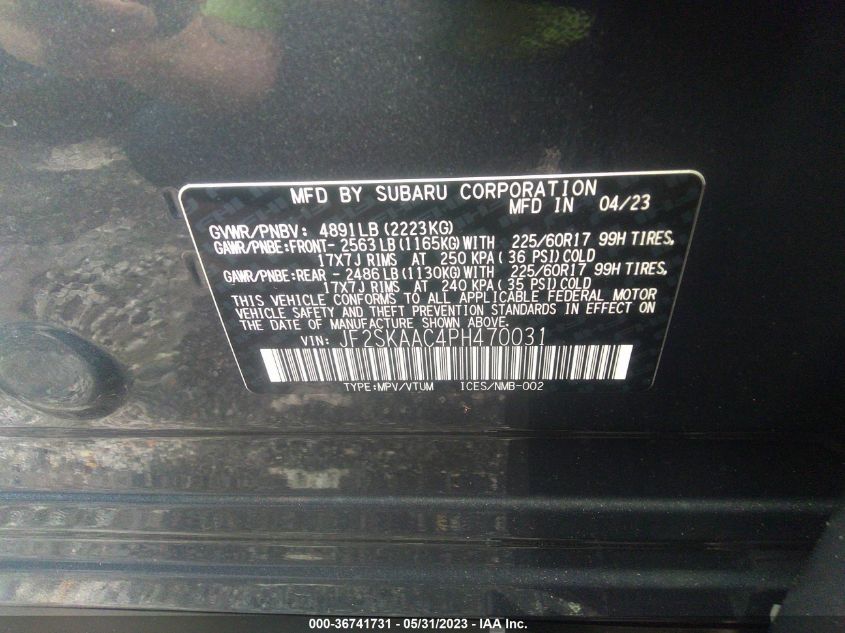 MFD BY SUBARU CORPORATION
MFD IN 04/23
GVWR/PNBV: 4891LB (2223KG)
GAWR/PNBE:FRONT- 2563LB (1165KG) WITH 225/60R17 99H TIRES,
17X7J RIMS AT 250 KPA( 36 PSI) COLD
GAWR/PNBE:REAR - 2486LB (1130KG) WITH 225/60R17 99H TIRES,
17X7J RIMS AT 240 KPA( 35 PSI) COLD
THIS VEHICLE CONFORMS TO ALL APPLICABLE FEDERAL MOTOR
VEHICLE SAFETY AND THEFT PREVENTION STANDARDS IN EFFECT ON
THE DATE OF MANUFACTURE SHOWN ABOVE.
VIN: JF2SKAAC4PH470031
TYPE:MPV/VTUM ICES/NMB-002
000-36741731 - 05/31/2023 - IAA Inc.